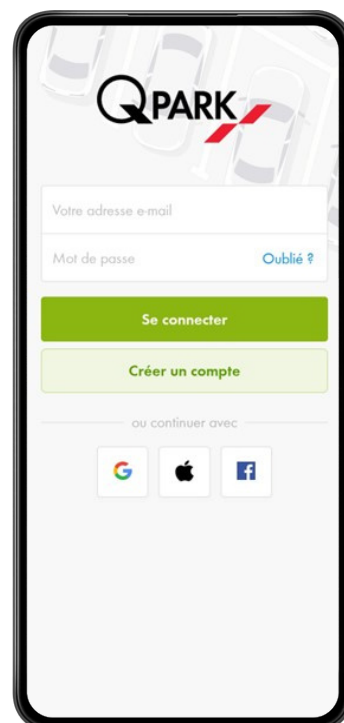 QPARK
Votre adresse e-mail
Mot de passe Oublié ?
Se connecter
Créer un compte
ou continuer avec